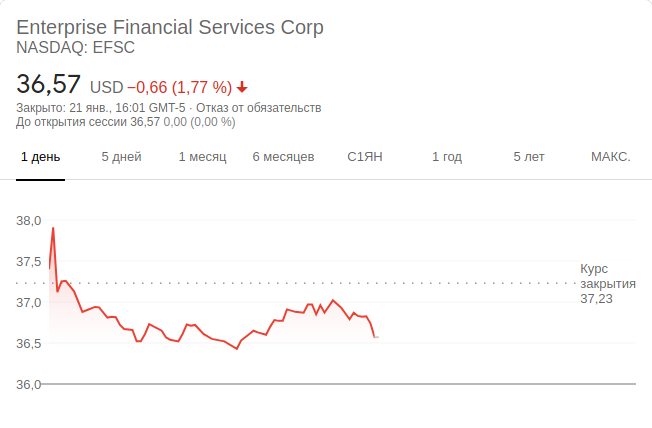 Enterprise Financial Services Corp
NASDAQ: EFSC
36,57 USD −0,66 (1,77 %)
Закрыто: 21 янв., 16:01 GMT-5 · Отказ от обязательств
До открытия сессии 36,57 0,00 (0,00 %)
1 день 5 дней 1 месяц 6 месяцев С1ЯН 1 год 5 лет МАКС.
38,0
37,5
37,0
36,5
36,0
Курс
закрытия
37,23